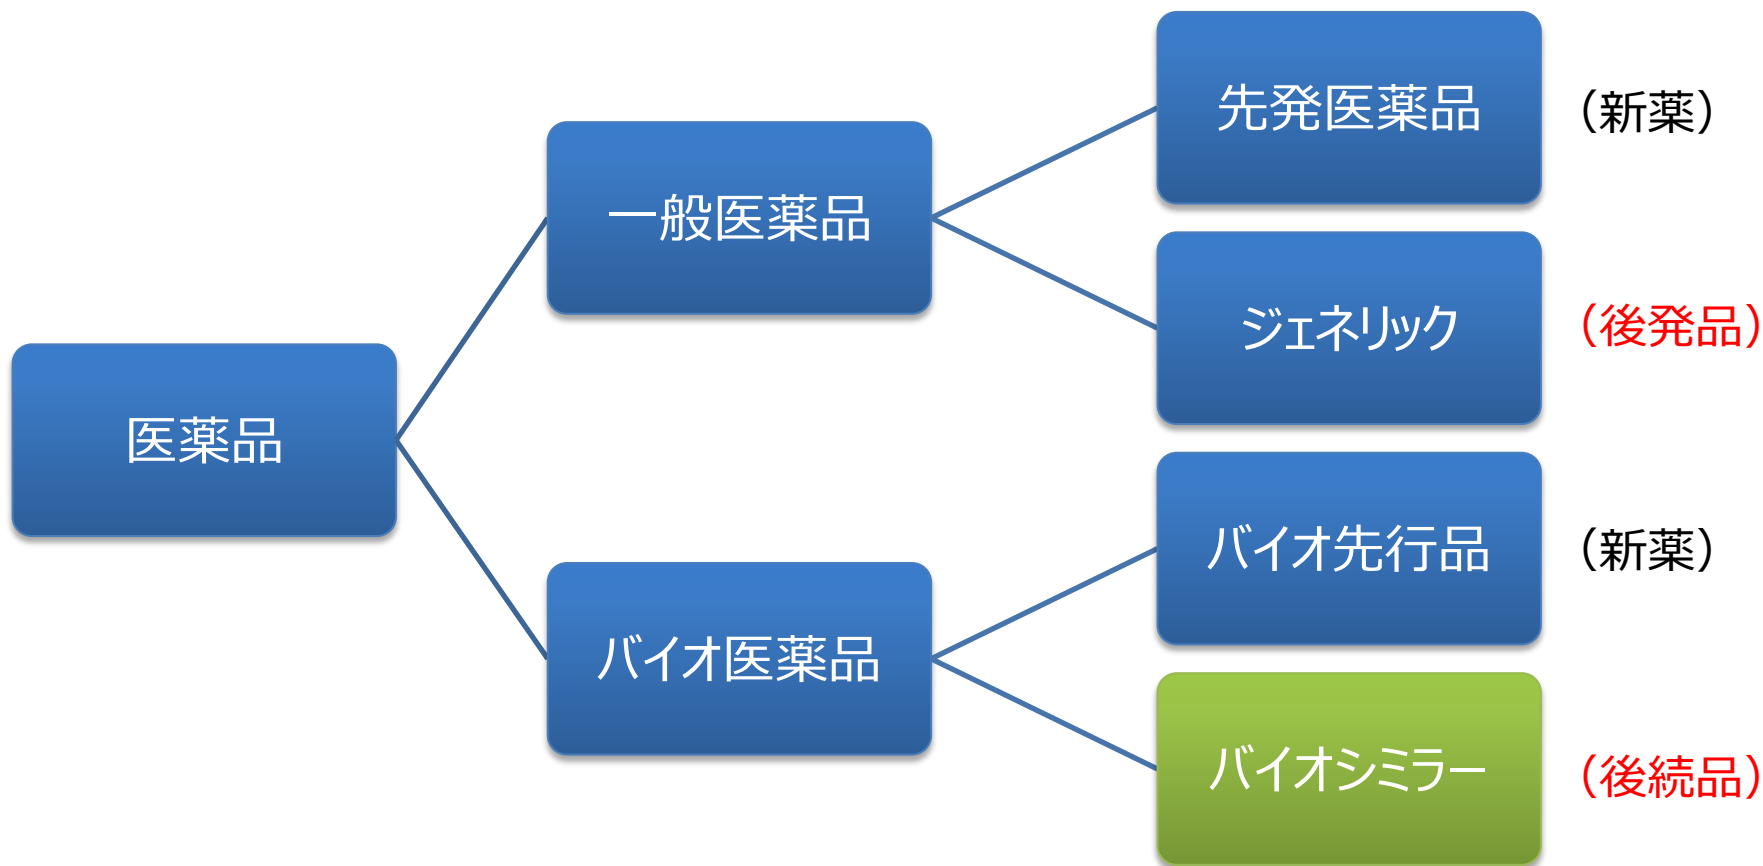 医薬品
一般医薬品
先発医薬品 （新薬）
ジェネリック （後発品）
バイオ医薬品
バイオ先行品 （新薬）
バイオシミラー （後続品）